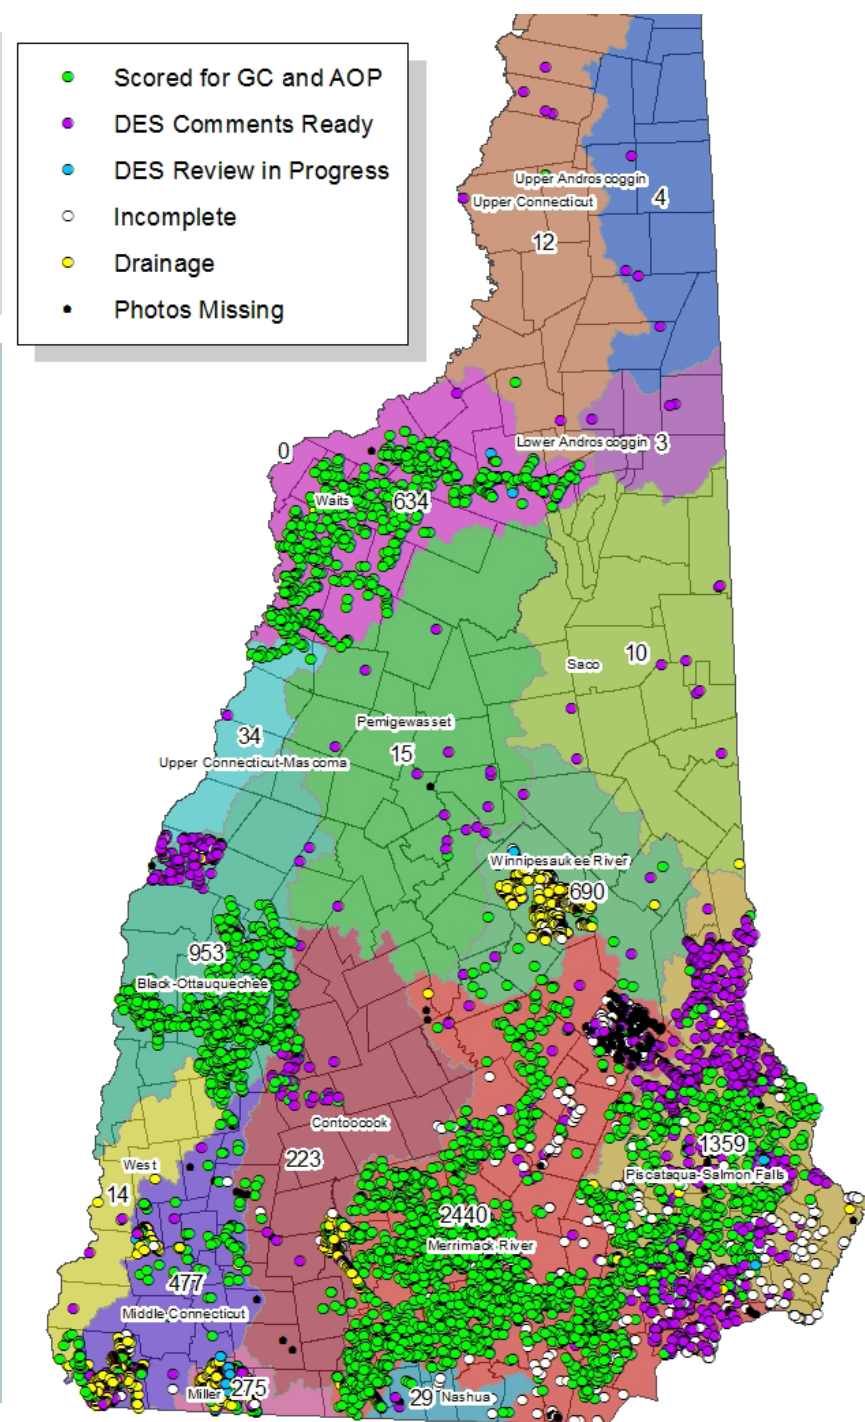 Scored for GC and AOP
DES Comments Ready
DES Review in Progress
Incomplete
Drainage
Photos Missing
Upper Androscoggin
4
Upper Connecticut
12
Lower Androscoggin
3
0
Waits
634
Saco
10
Pemigewasset
15
34
Upper Connecticut-Mascoma
Winnipesaukee River
690
953
Black-Ottauquechee
Contoocook
223
1359
Piscataqua-Salmon Falls
West
14
2440
Merrimack River
477
Middle Connecticut
Miller
275
29
Nashua